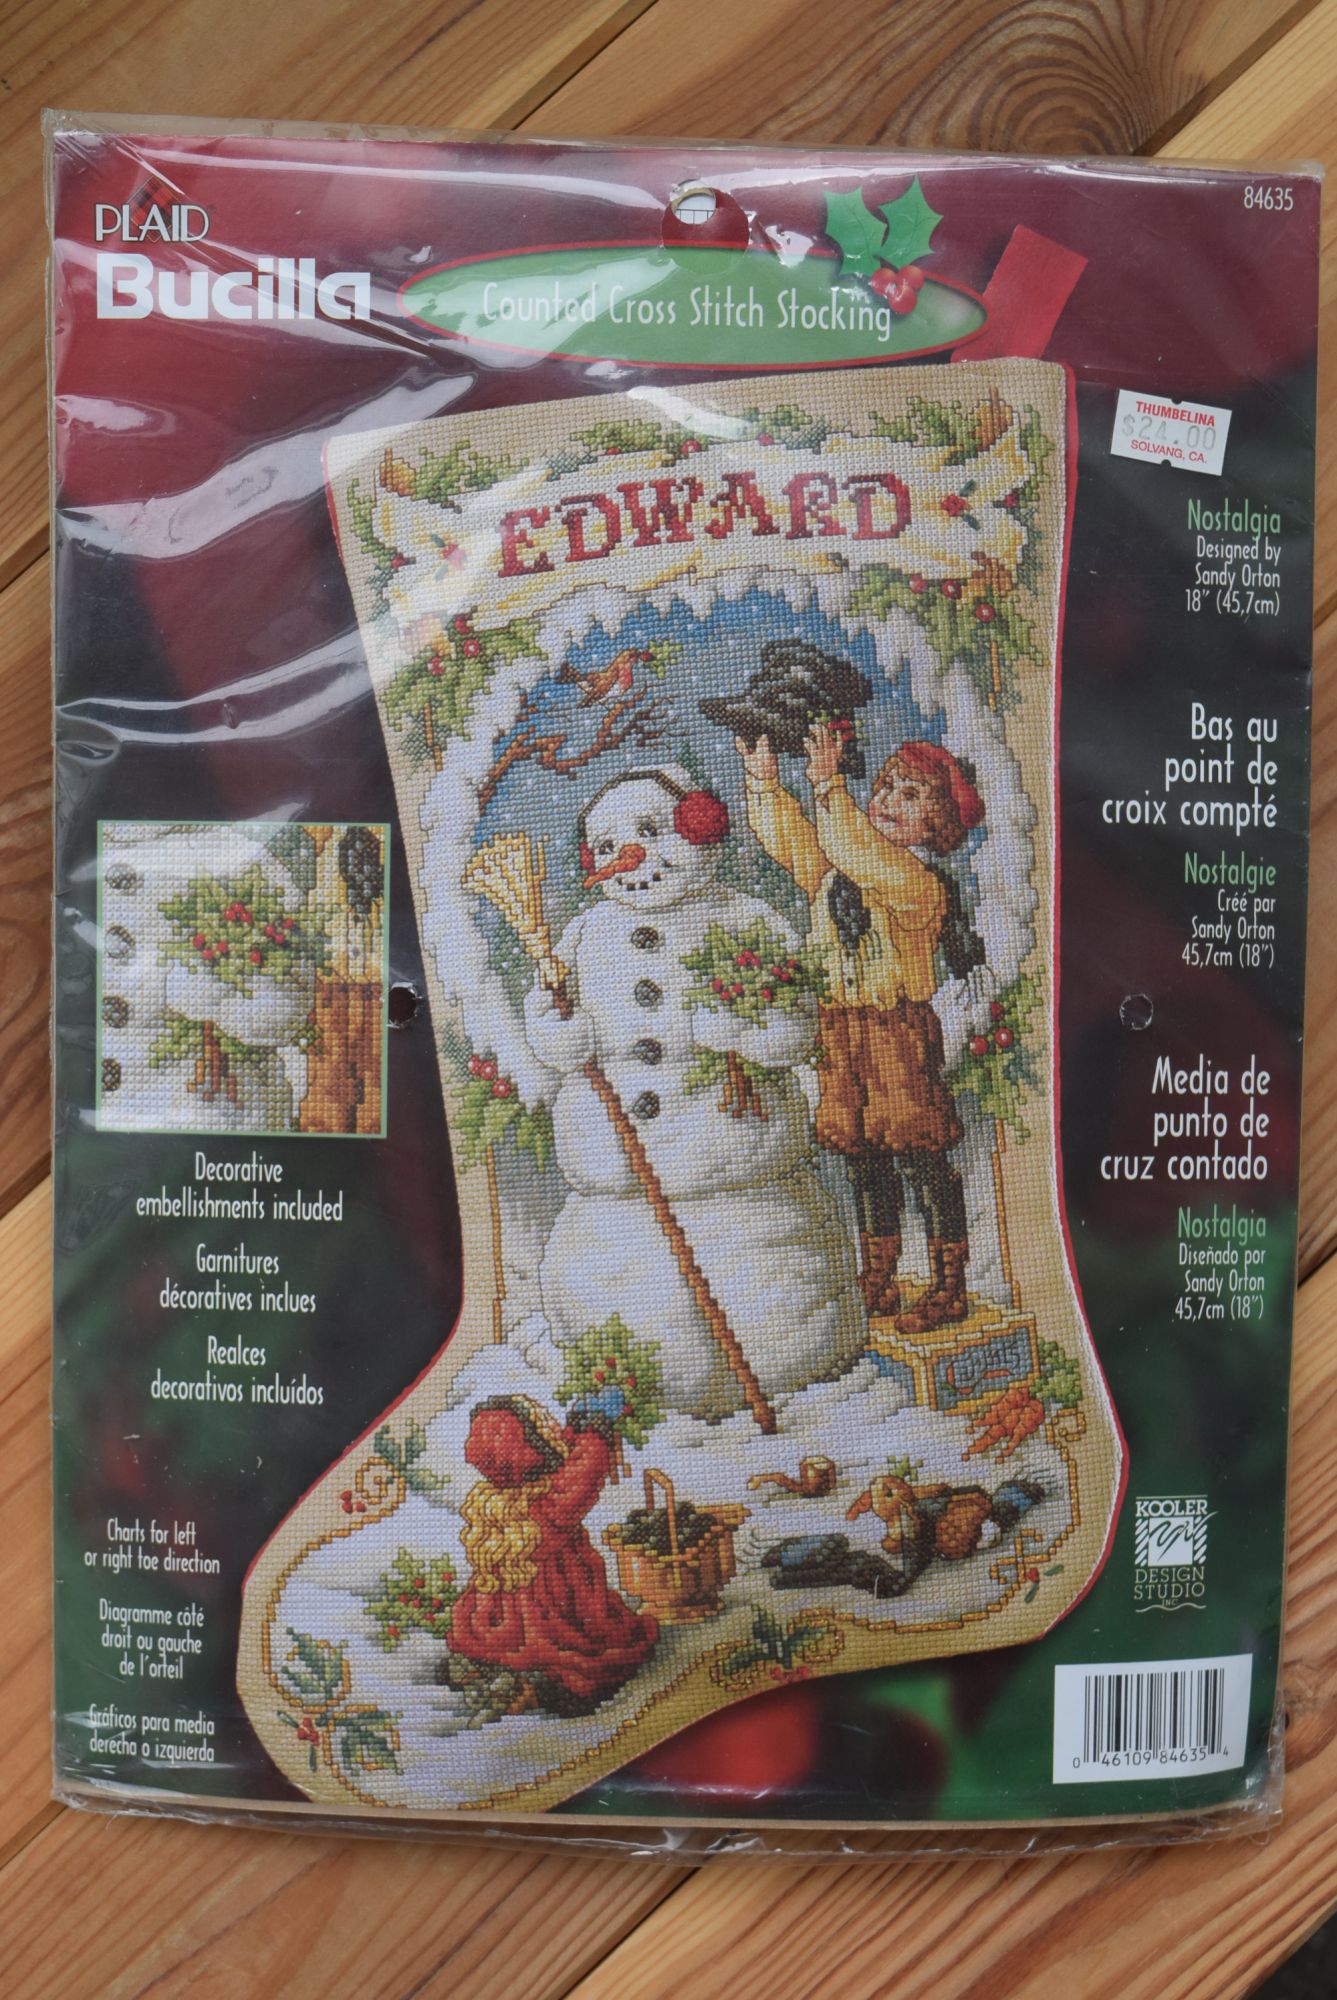 84635
PLAID
Bucilla
Counted Cross Stitch Stocking
THUMBELINA
$24.00
SOLVANG, CA.
EDWARD
Nostalgia
Designed by
Sandy Orton
18" (45,7cm)
Bas au
point de
croix compté
Nostalgie
Créé par
Sandy Orton
45,7cm (18")
Media de
punto de
cruz contado
Nostalgia
Diseñado por
Sandy Orton
45,7cm (18")
Decorative
embellishments included
Garnitures
décoratives inclues
Realces
decorativos incluídos
Charts for left
or right toe direction
Diagramme côté
droit ou gauche
de l'orteil
Gráficos para media
derecha o izquierda
KOOLER
DESIGN
STUDIO
INC
0 46109 84635 4